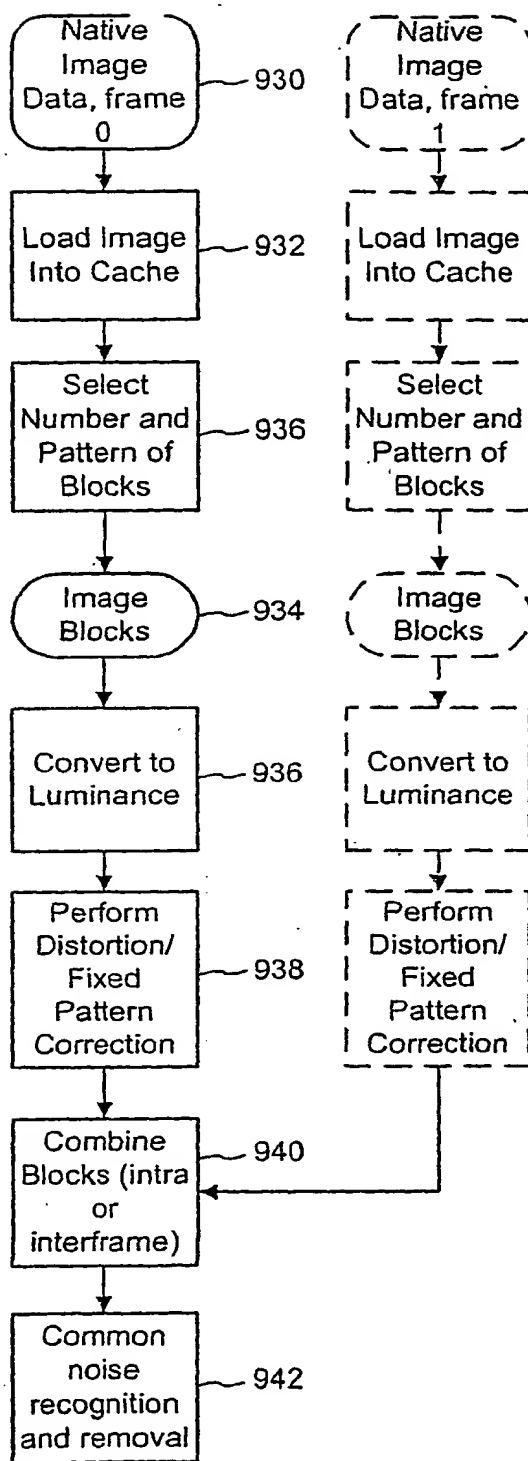 Native
Image
Data, frame
0
930
Load Image
Into Cache
932
Select
Number and
Pattern of
Blocks
936
Image
Blocks
934
Convert to
Luminance
936
Perform
Distortion/
Fixed
Pattern
Correction
938
Combine
Blocks (intra
or
interframe)
940
Common
noise
recognition
and removal
942
Native
Image
Data, frame
1
Load Image
Into Cache
Select
Number and
Pattern of
Blocks
Image
Blocks
Convert to
Luminance
Perform
Distortion/
Fixed
Pattern
Correction